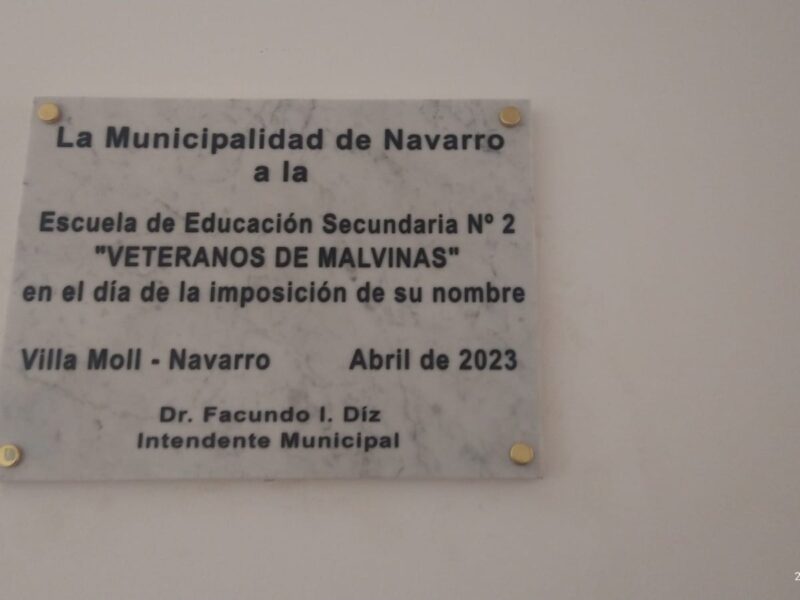 La Municipalidad de Navarro
a la
Escuela de Educación Secundaria Nº 2
"VETERANOS DE MALVINAS"
en el día de la imposición de su nombre
Villa Moll - Navarro Abril de 2023
Dr. Facundo I. Díz
Intendente Municipal